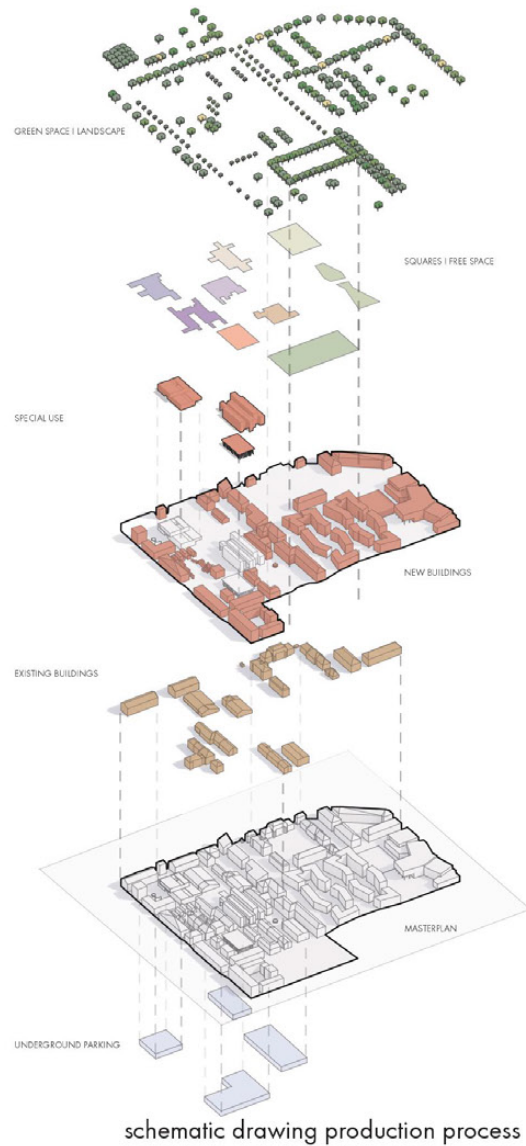 GREEN SPACE | LANDSCAPE
SQUARES | FREE SPACE
SPECIAL USE
NEW BUILDINGS
EXISTING BUILDINGS
MASTERPLAN
UNDERGROUND PARKING
schematic drawing production process